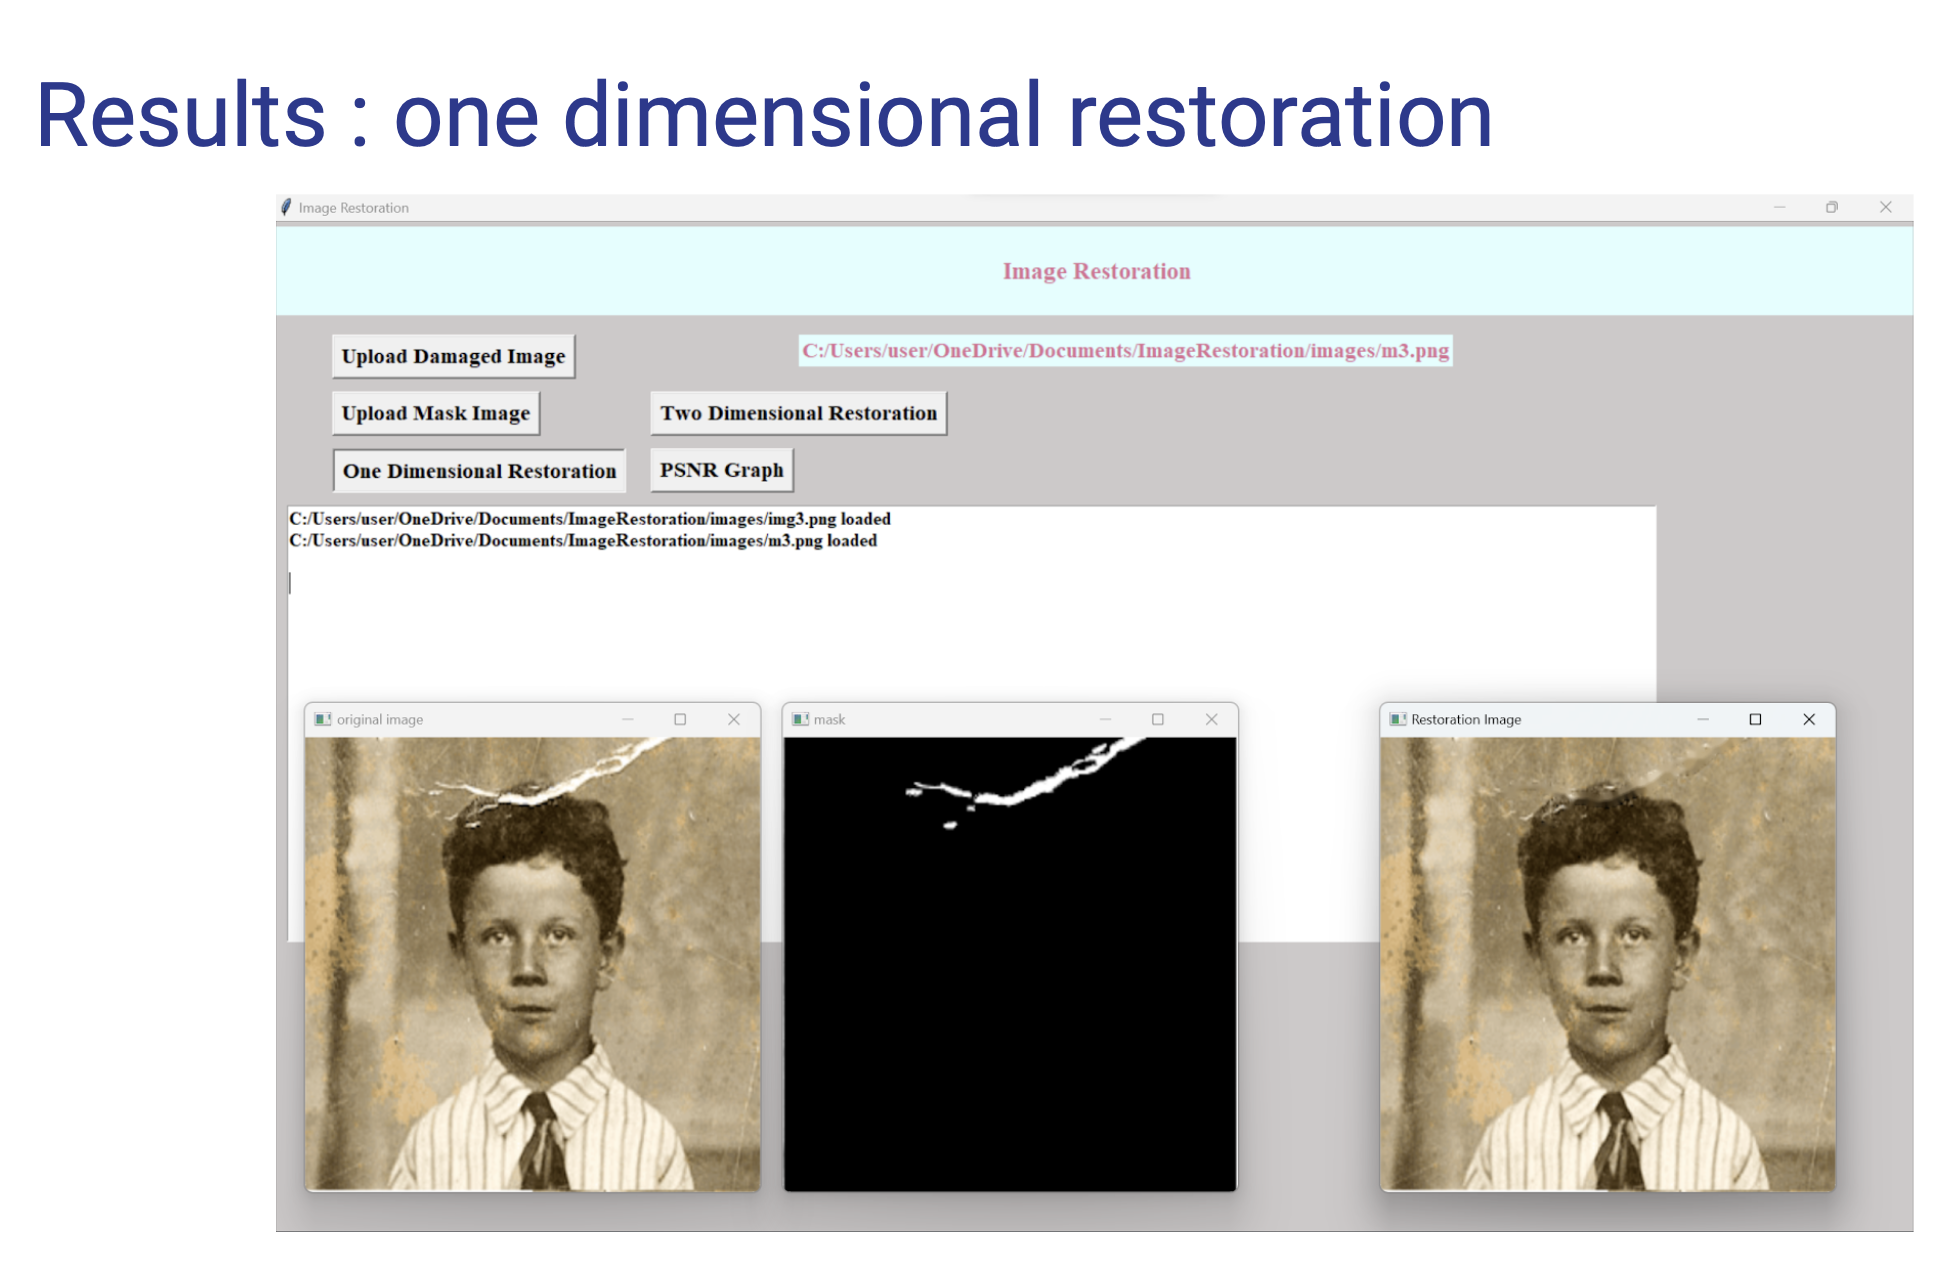 Results : one dimensional restoration
Image Restoration
Image Restoration
Upload Damaged Image
C:/Users/user/OneDrive/Documents/ImageRestoration/images/m3.png
Upload Mask Image
Two Dimensional Restoration
One Dimensional Restoration
PSNR Graph
C:/Users/user/OneDrive/Documents/ImageRestoration/images/img3.png loaded
C:/Users/user/OneDrive/Documents/ImageRestoration/images/m3.png loaded
original image
mask
Restoration Image